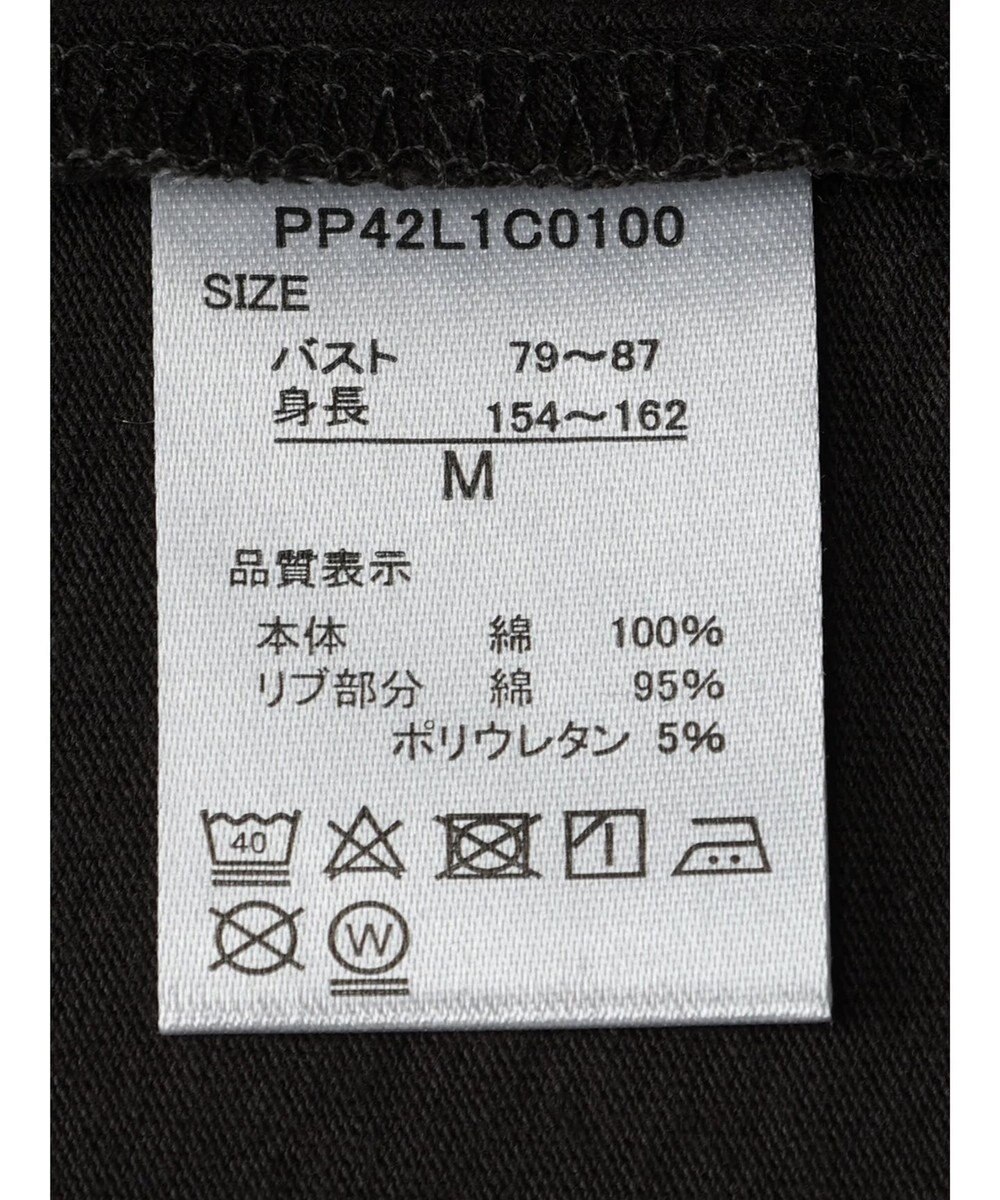 PP42L1C0100
SIZE
バスト 79～87
身長 154～162
M
品質表示
本体 綿 100%
リブ部分 綿 95%
ポリウレタン 5%
40
W